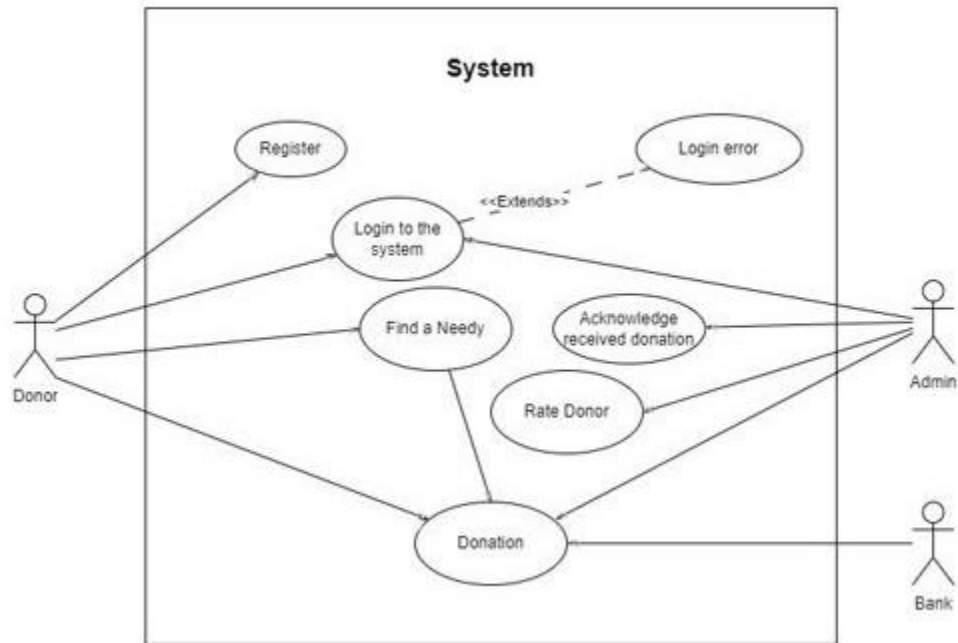 System
Register
Login error
<<Extends>>
Login to the
system
Find a Needy
Acknowledge
received donation
Donor
Admin
Rate Donor
Donation
Bank